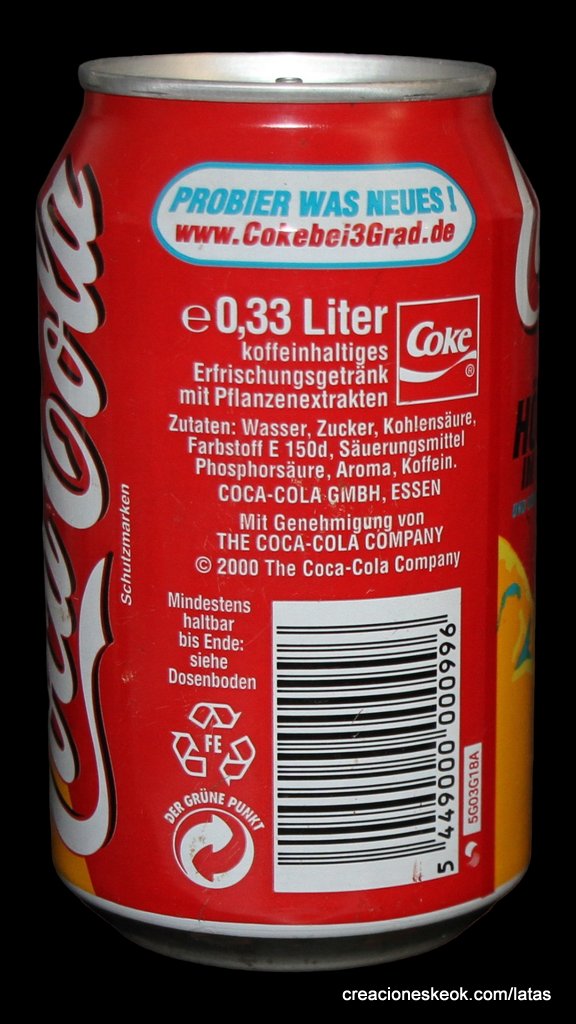 PROBIER WAS NEUES!
www.Cokebei3Grad.de
e 0,33 Liter
koffeinhaltiges
Erfrischungsgetränk
mit Pflanzenextrakten
Coke
®
Zutaten: Wasser, Zucker, Kohlensäure,
Farbstoff E 150d, Säuerungsmittel
Phosphorsäure, Aroma, Koffein.
COCA-COLA GMBH, ESSEN
Mit Genehmigung von
THE COCA-COLA COMPANY
© 2000 The Coca-Cola Company
Coca-Cola
Schutzmarken
Mindestens
haltbar
bis Ende:
siehe
Dosenboden
FE
DER GRÜNE PUNKT
5 449000 000996
5G03G18A
creacioneskeok.com/latas